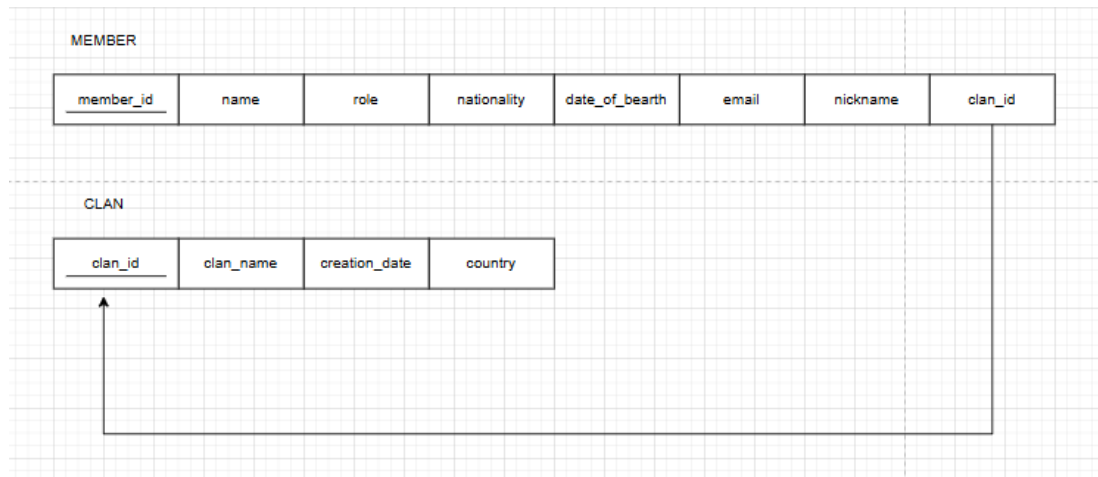 MEMBER
member_id name role nationality date_of_bearth email nickname clan_id
CLAN
clan_id clan_name creation_date country